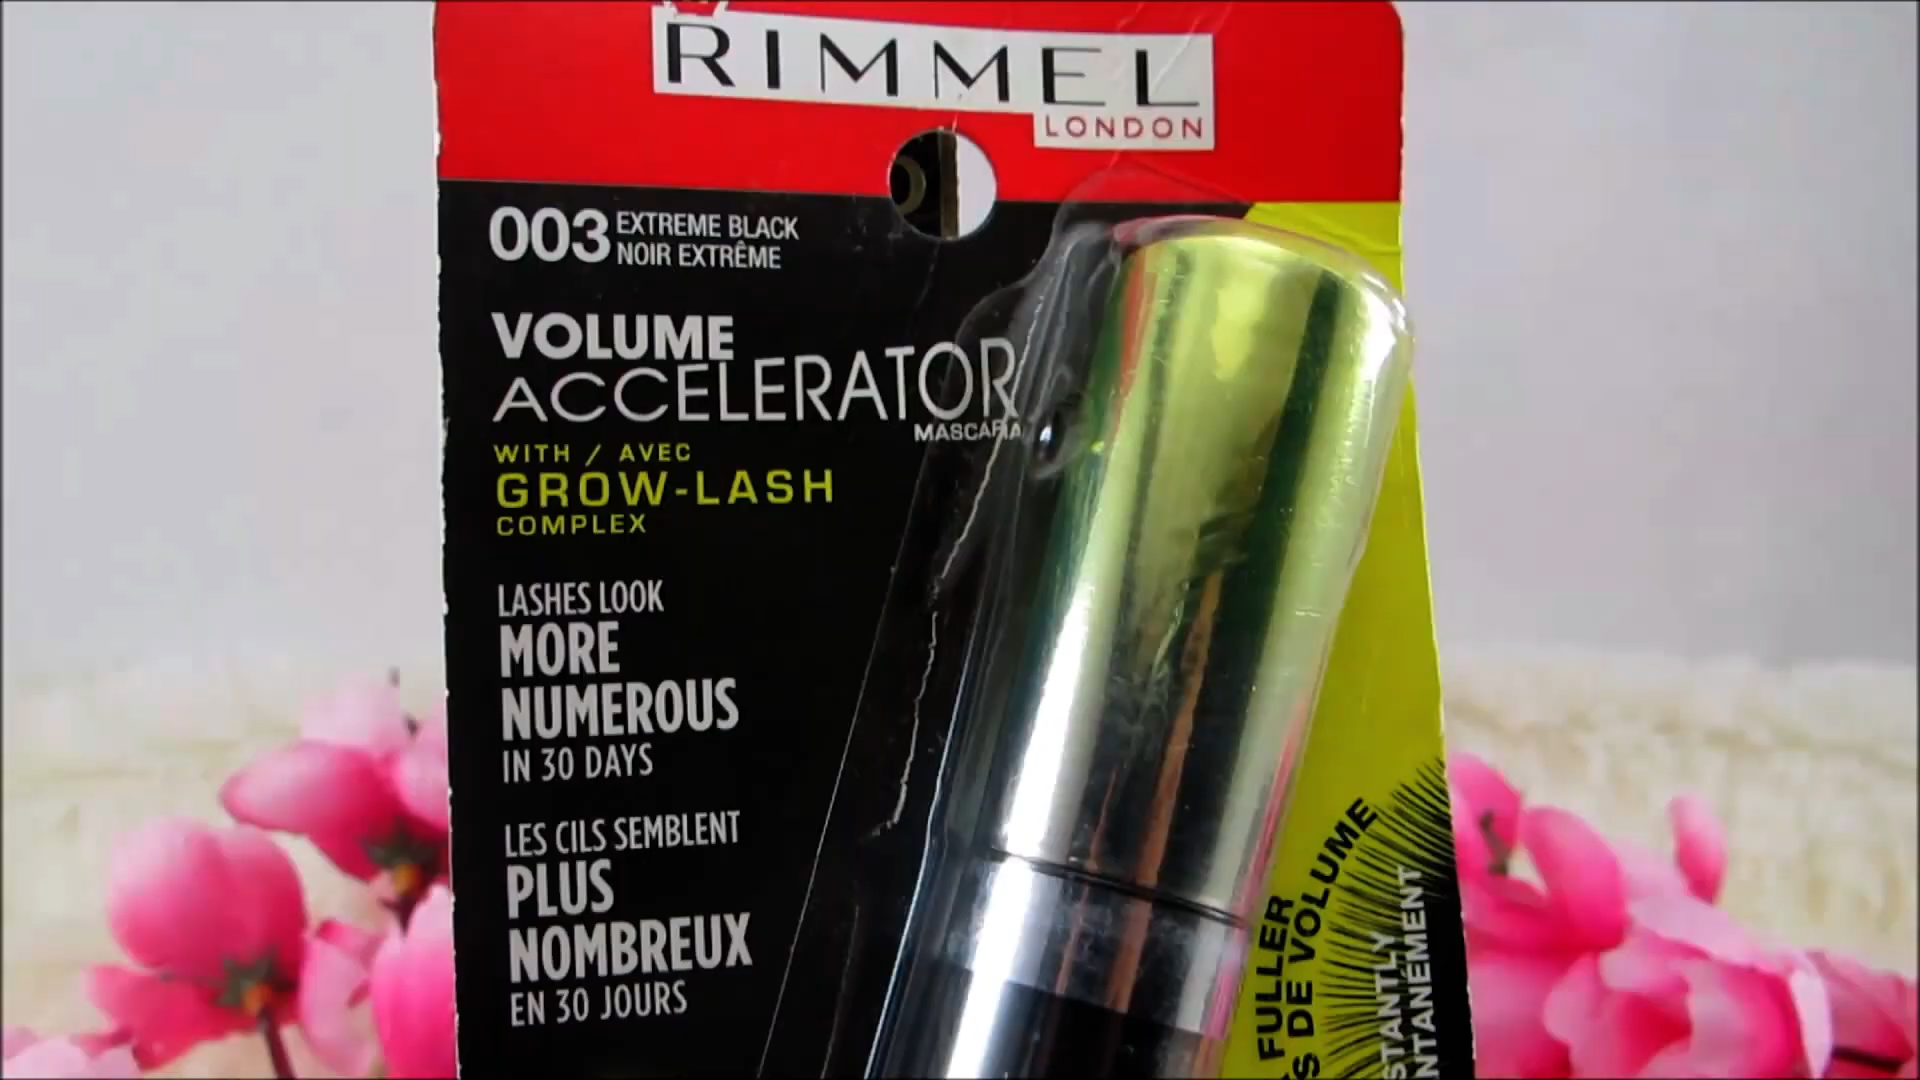 RIMMEL
LONDON
003 EXTREME BLACK
NOIR EXTRÊME
VOLUME
ACCELERATOR
MASCARA
WITH / AVEC
GROW-LASH
COMPLEX
LASHES LOOK
MORE
NUMEROUS
IN 30 DAYS
LES CILS SEMBLENT
PLUS
NOMBREUX
EN 30 JOURS
FULLER
DE VOLUME